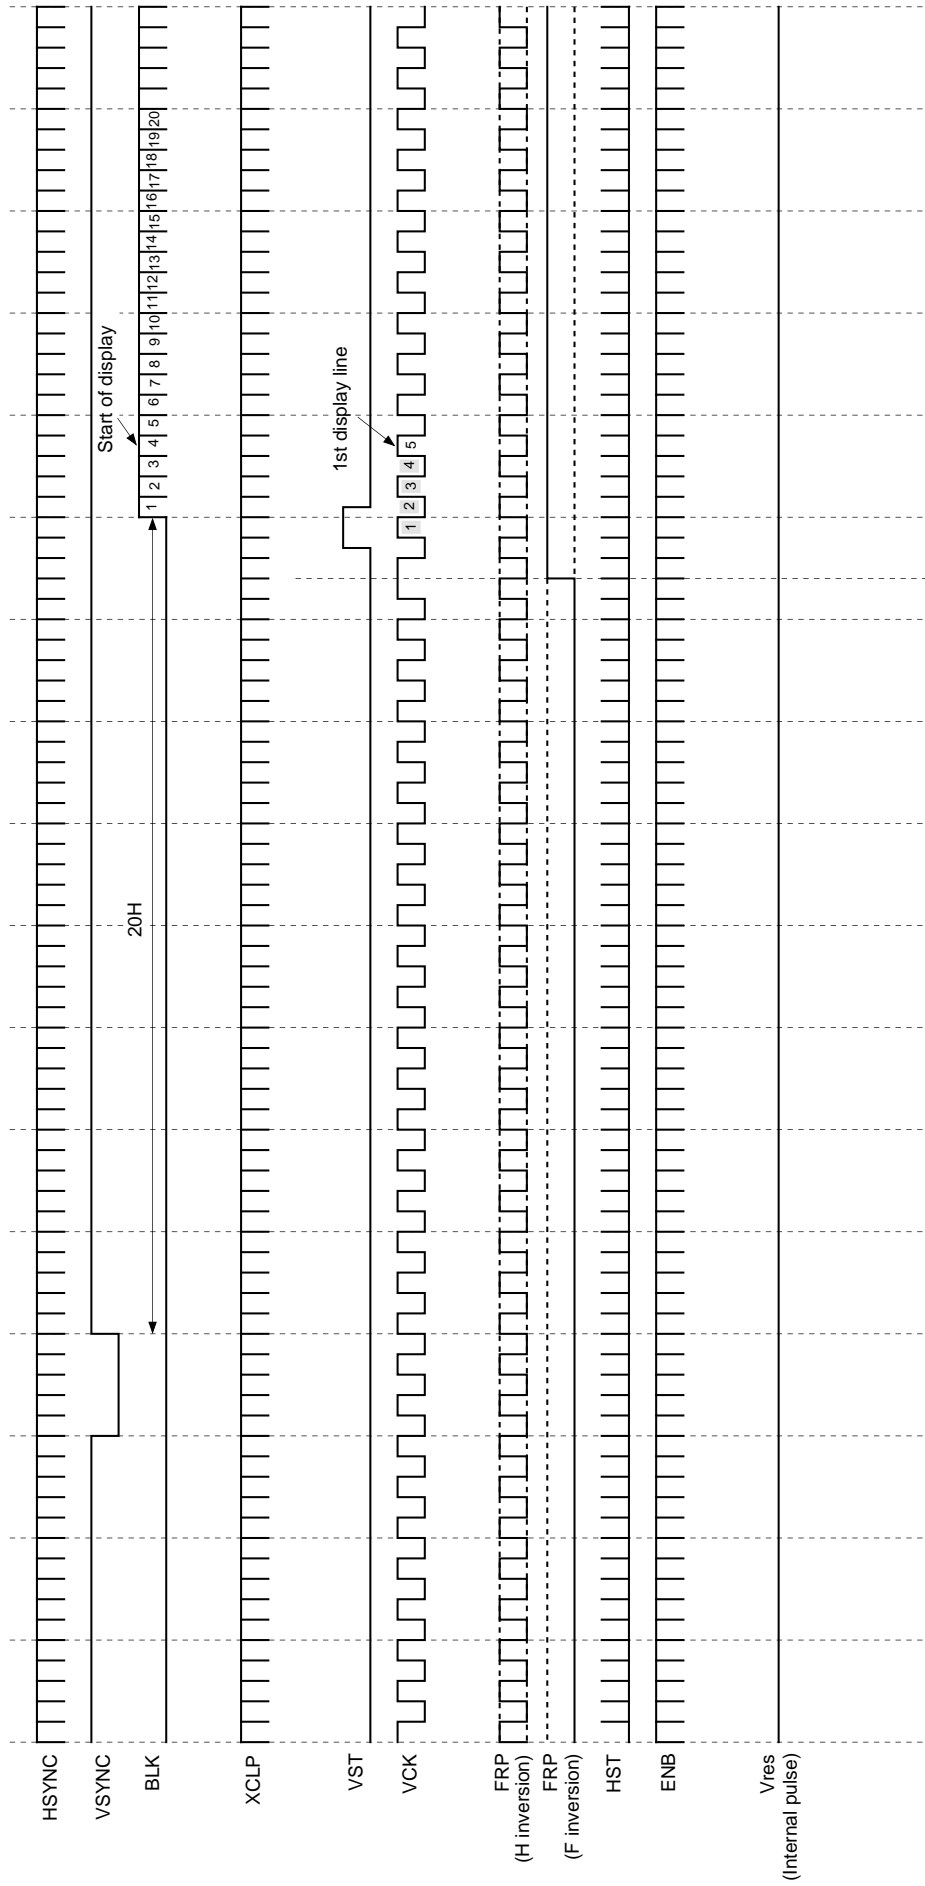 HSYNC
VSYNC
BLK
20H
1 2 3 4 5 6 7 8 9 10 11 12 13 14 15 16 17 18 19 20
Start of display
XCLP
VST
1st display line
VCK
1 2 3 4 5
FRP
(H inversion)
FRP
(F inversion)
HST
ENB
Vres
(Internal pulse)